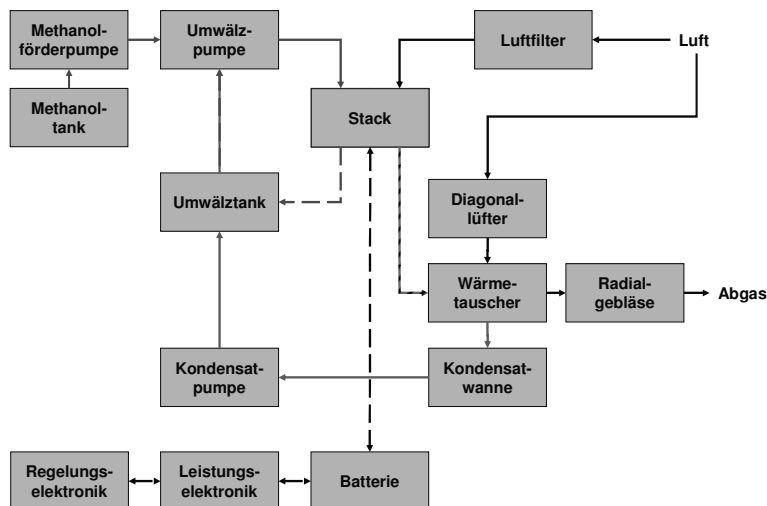 Methanol-
förderpumpe
Umwälz-
pumpe
Luftfilter
Luft
Methanol-
tank
Stack
Umwälztank
Diagonal-
lüfter
Wärme-
tauscher
Radial-
gebläse
Abgas
Kondensat-
pumpe
Kondensat-
wanne
Regelungs-
elektronik
Leistungs-
elektronik
Batterie